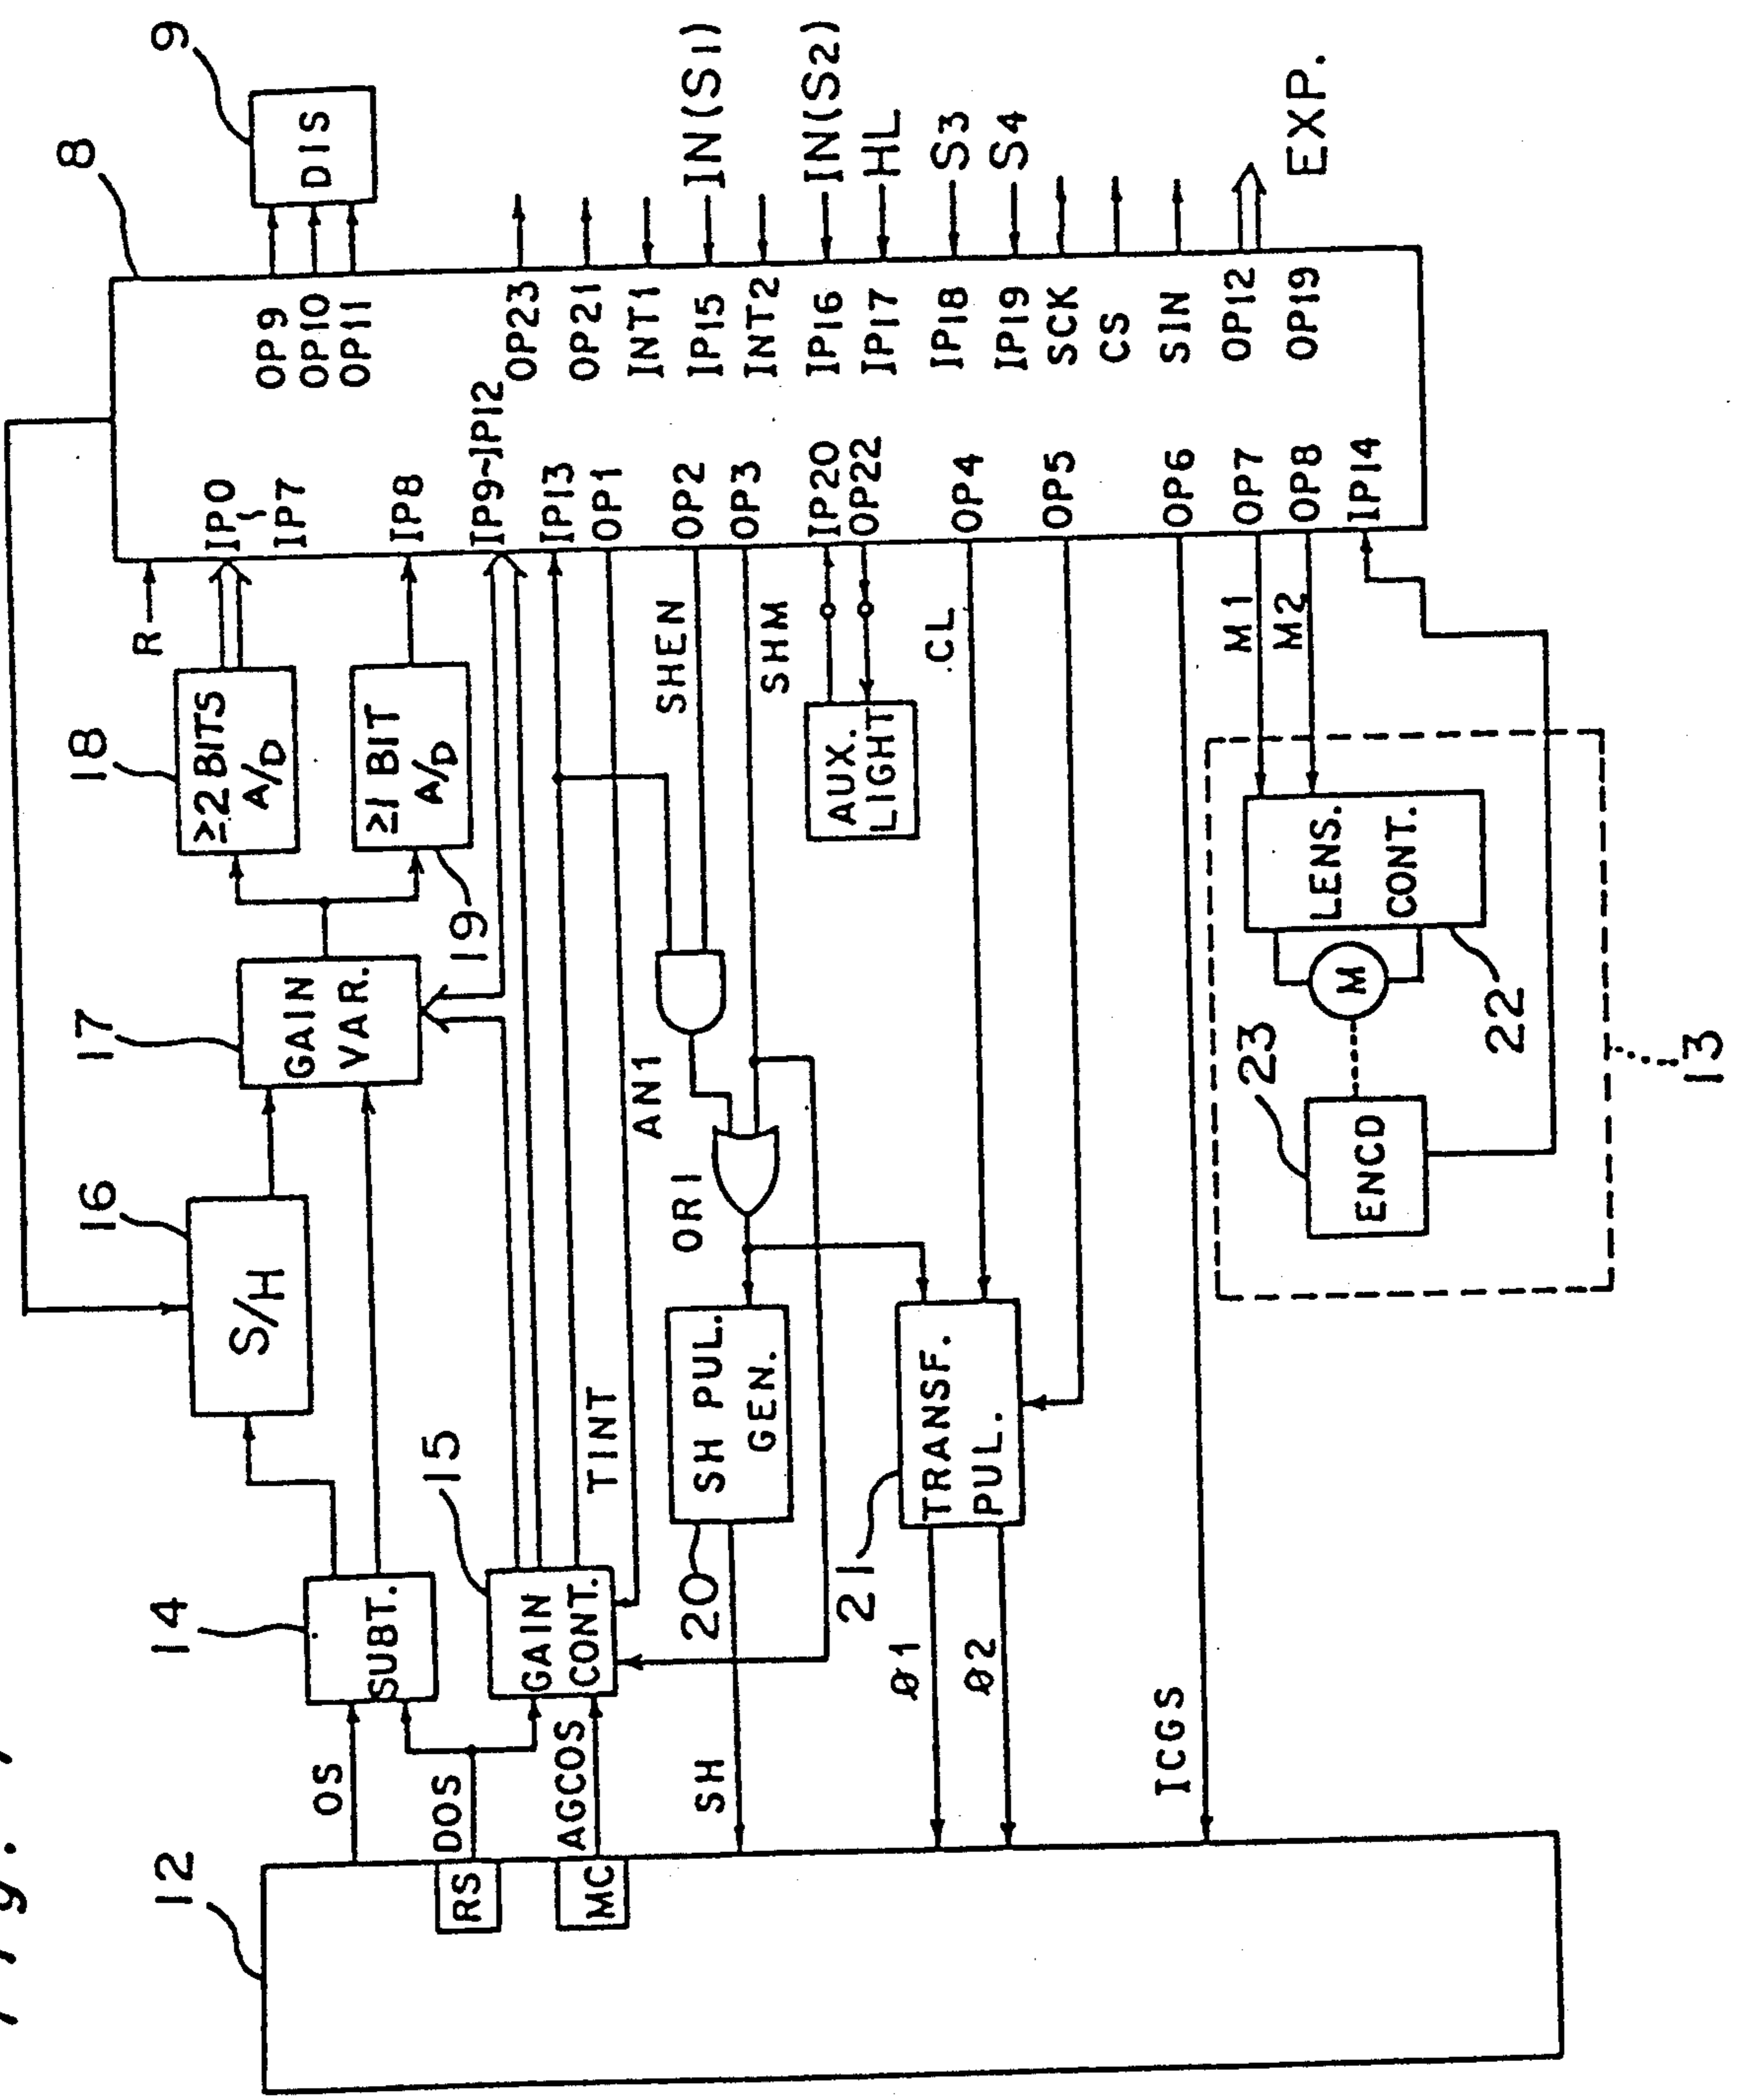 Fig.
12
RS
MC
OS
DOS
AGCOS
SH
Ø1
Ø2
ICGS
14
SUBT.
15
GAIN
CONT.
TINT
16
S/H
17
GAIN
VAR.
18
≥2 BITS
A/D
19
≥1 BIT
A/D
20
SH PUL.
GEN.
21
TRANSF.
PUL.
OR1
AN1
SHEN
SHM
CL
AUX.
LIGHT
M1
M2
LENS.
CONT.
22
M
23
ENCD
13
R
8
IP0
IP7
IP8
IP9~IP12
IP13
OP1
OP2
OP3
IP20
OP22
OP4
OP5
OP6
OP7
OP8
IP14
OP9
OP10
OP11
OP23
OP21
INT1
IP15
INT2
IP16
IP17
IP18
IP19
SCK
CS
SIN
OP12
OP19
9
DIS
IN(S1)
IN(S2)
HL
S3
S4
EXP.